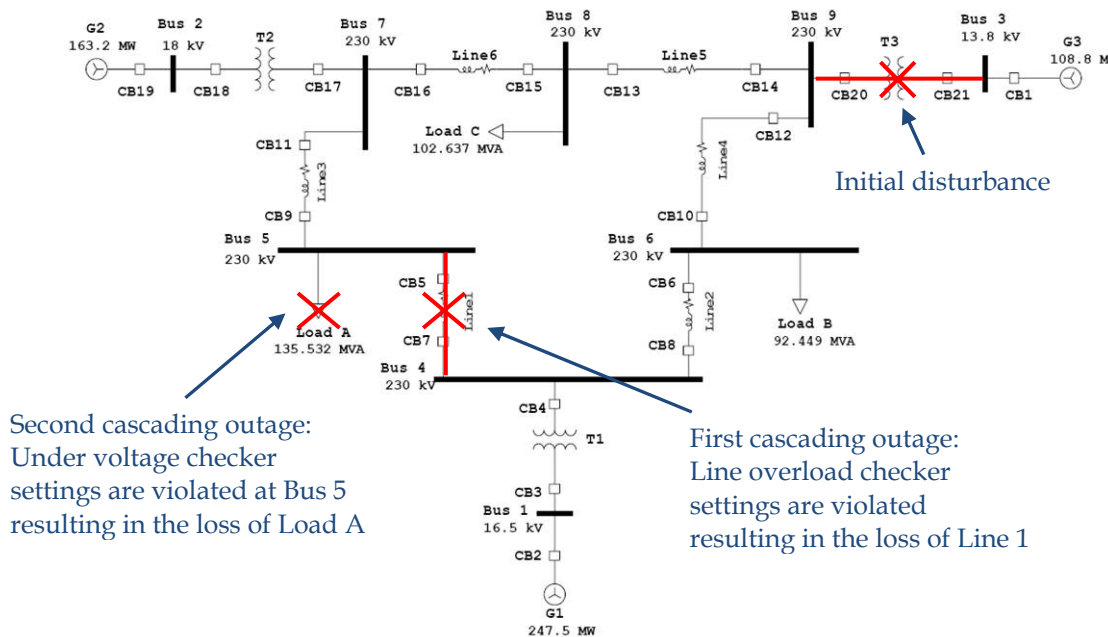 G2
163.2 MW
CB19
Bus 2
18 kV
CB18
T2
CB17
Bus 7
230 kV
CB16
Line6
CB15
Bus 8
230 kV
CB13
Line5
CB14
Bus 9
230 kV
CB20
T3
CB21
Bus 3
13.8 kV
CB1
G3
108.8 M
CB11
Line3
CB9
Load C
102.637 MVA
CB12
Line4
CB10
Initial disturbance
Bus 5
230 kV
Bus 6
230 kV
CB5
Line1
CB7
Load A
135.532 MVA
CB6
Line2
CB8
Load B
92.449 MVA
Bus 4
230 kV
Second cascading outage:
Under voltage checker
settings are violated at Bus 5
resulting in the loss of Load A
CB4
T1
CB3
Bus 1
16.5 kV
CB2
G1
247.5 MW
First cascading outage:
Line overload checker
settings are violated
resulting in the loss of Line 1